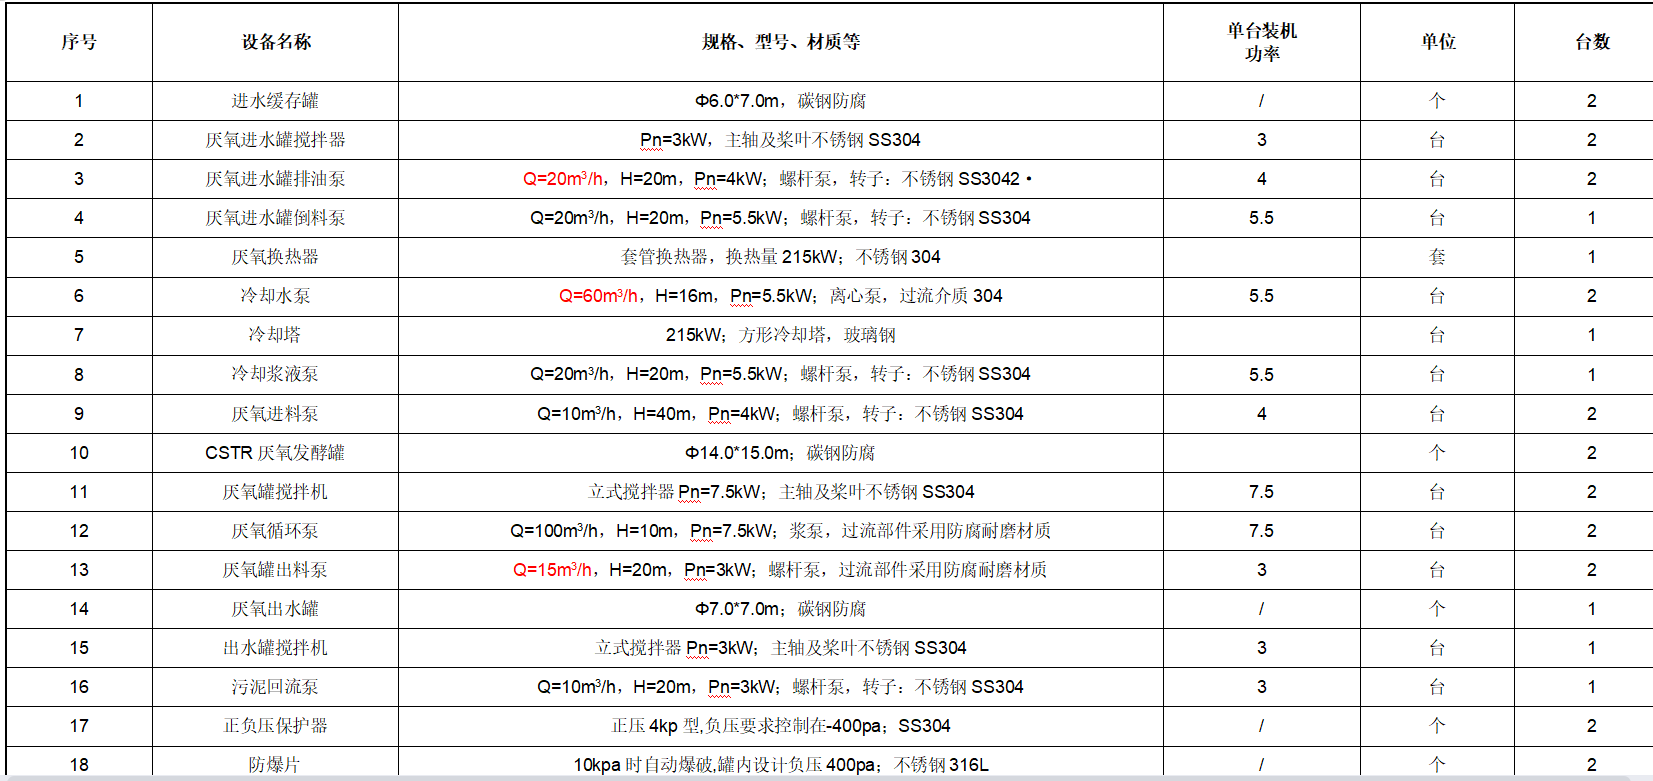 序号 设备名称 规格、型号、材质等 单台装机功率 单位 台数
1 进水缓存罐 Φ6.0*7.0m，碳钢防腐 / 个 2
2 厌氧进水罐搅拌器 Pn=3kW，主轴及桨叶不锈钢 SS304 3 台 2
3 厌氧进水罐排油泵 Q=20m³/h，H=20m，Pn=4kW；螺杆泵，转子：不锈钢 SS3042• 4 台 2
4 厌氧进水罐倒料泵 Q=20m³/h，H=20m，Pn=5.5kW；螺杆泵，转子：不锈钢 SS304 5.5 台 1
5 厌氧换热器 套管换热器，换热量 215kW；不锈钢 304 套 1
6 冷却水泵 Q=60m³/h，H=16m，Pn=5.5kW；离心泵，过流介质 304 5.5 台 2
7 冷却塔 215kW；方形冷却塔，玻璃钢 台 1
8 冷却浆液泵 Q=20m³/h，H=20m，Pn=5.5kW；螺杆泵，转子：不锈钢 SS304 5.5 台 1
9 厌氧进料泵 Q=10m³/h，H=40m，Pn=4kW；螺杆泵，转子：不锈钢 SS304 4 台 2
10 CSTR 厌氧发酵罐 Φ14.0*15.0m；碳钢防腐 个 2
11 厌氧罐搅拌机 立式搅拌器 Pn=7.5kW；主轴及桨叶不锈钢 SS304 7.5 台 2
12 厌氧循环泵 Q=100m³/h，H=10m，Pn=7.5kW；浆泵，过流部件采用防腐耐磨材质 7.5 台 2
13 厌氧罐出料泵 Q=15m³/h，H=20m，Pn=3kW；螺杆泵，过流部件采用防腐耐磨材质 3 台 2
14 厌氧出水罐 Φ7.0*7.0m；碳钢防腐 / 个 1
15 出水罐搅拌机 立式搅拌器 Pn=3kW；主轴及桨叶不锈钢 SS304 3 台 1
16 污泥回流泵 Q=10m³/h，H=20m，Pn=3kW；螺杆泵，转子：不锈钢 SS304 3 台 1
17 正负压保护器 正压 4kp 型,负压要求控制在-400pa；SS304 / 个 2
18 防爆片 10kpa 时自动爆破,罐内设计负压 400pa；不锈钢 316L / 个 2